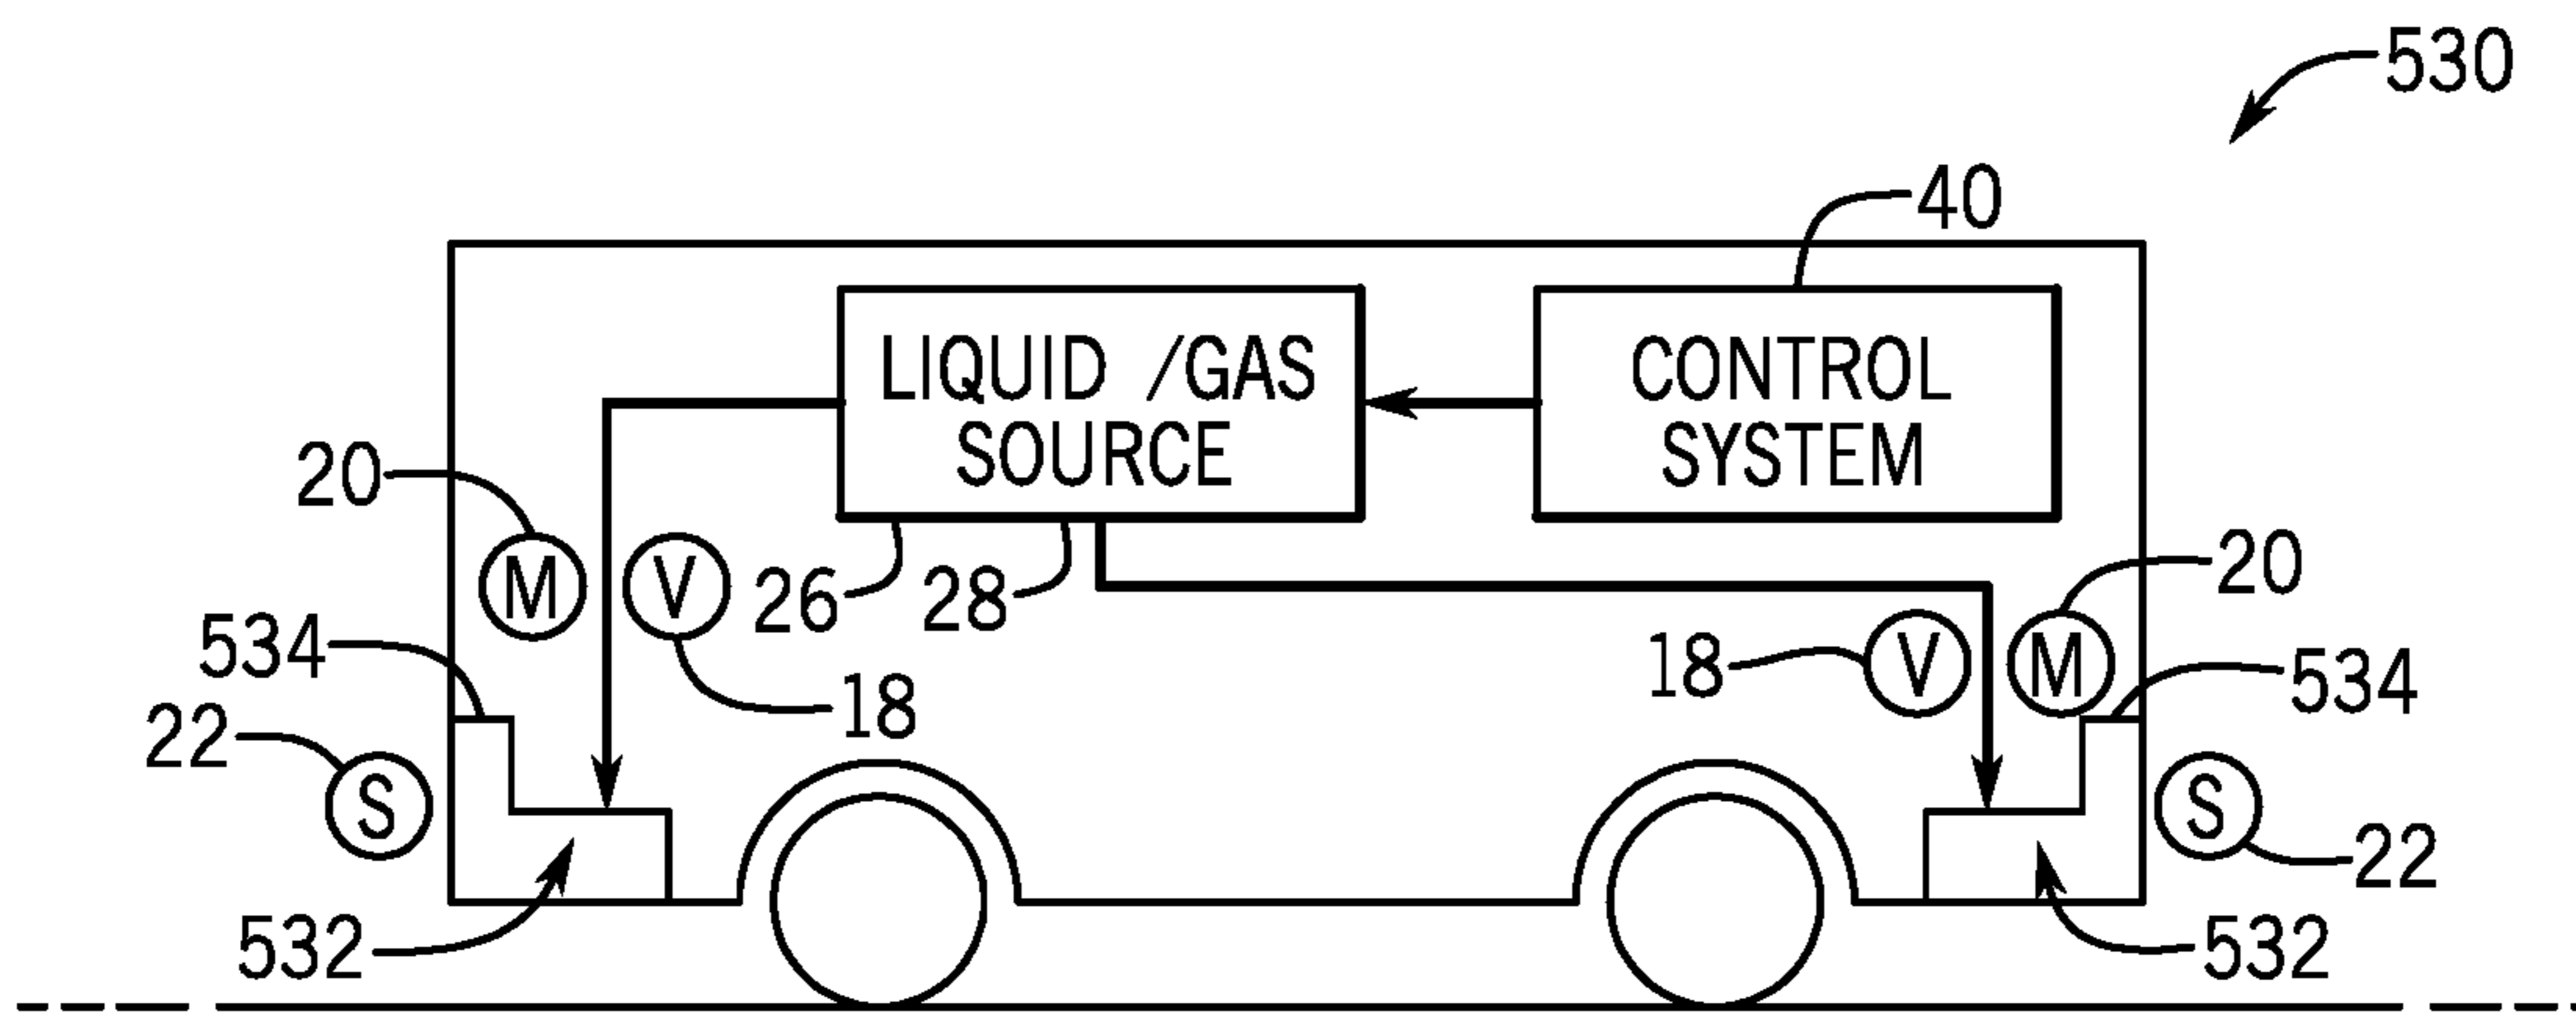 530
40
LIQUID /GAS
SOURCE
CONTROL
SYSTEM
20
M
V
26
28
20
534
18
V
M
18
534
22
S
S
22
532
532